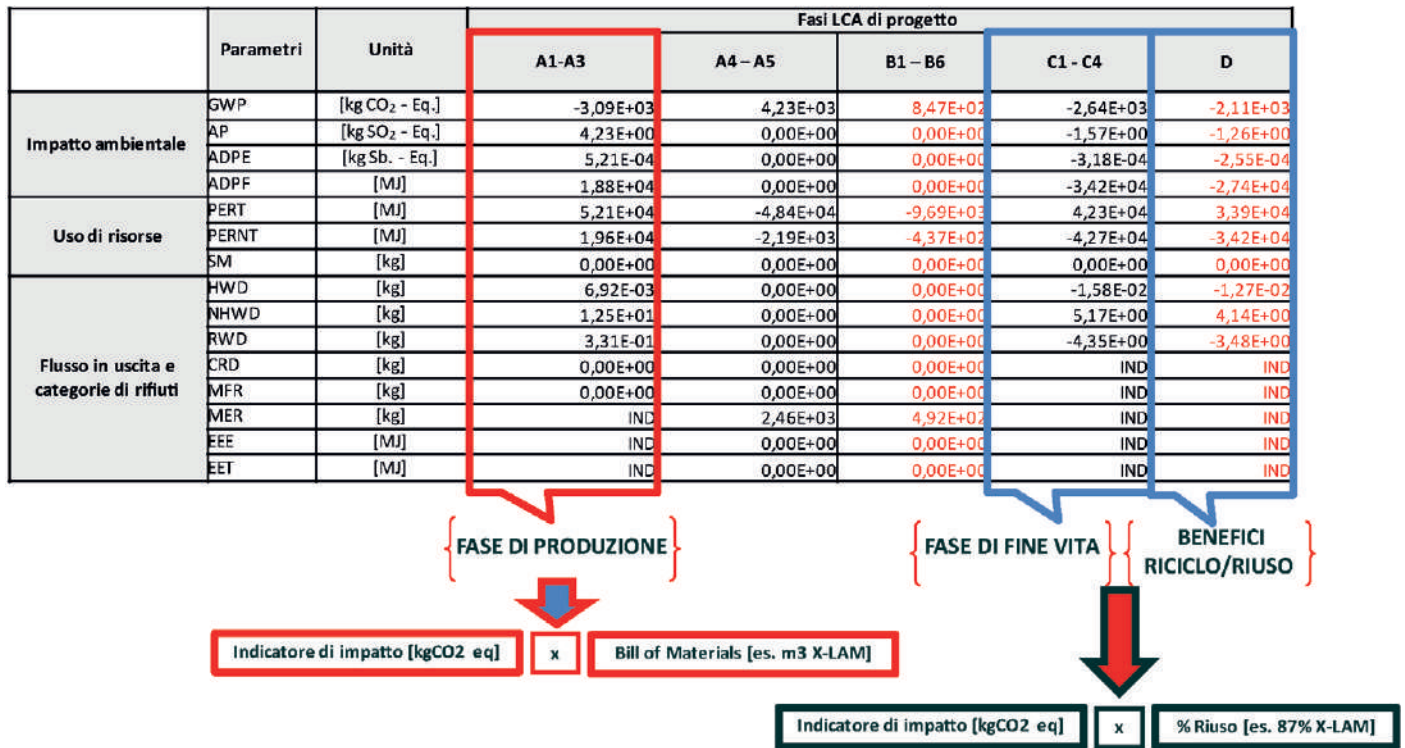 Fasi LCA di progetto
Parametri Unità A1-A3 A4 – A5 B1 – B6 C1 - C4 D
Impatto ambientale
GWP [kg CO₂ - Eq.] -3,09E+03 4,23E+03 8,47E+02 -2,64E+03 -2,11E+03
AP [kg SO₂ - Eq.] 4,23E+00 0,00E+00 0,00E+00 -1,57E+00 -1,26E+00
ADPE [kg Sb. - Eq.] 5,21E-04 0,00E+00 0,00E+00 -3,18E-04 -2,55E-04
ADPF [MJ] 1,88E+04 0,00E+00 0,00E+00 -3,42E+04 -2,74E+04
Uso di risorse
PERT [MJ] 5,21E+04 -4,84E+04 -9,69E+03 4,23E+04 3,39E+04
PERNT [MJ] 1,96E+04 -2,19E+03 -4,37E+02 -4,27E+04 -3,42E+04
SM [kg] 0,00E+00 0,00E+00 0,00E+00 0,00E+00 0,00E+00
Flusso in uscita e
categorie di rifiuti
HWD [kg] 6,92E-03 0,00E+00 0,00E+00 -1,58E-02 -1,27E-02
NHWD [kg] 1,25E+01 0,00E+00 0,00E+00 5,17E+00 4,14E+00
RWD [kg] 3,31E-01 0,00E+00 0,00E+00 -4,35E+00 -3,48E+00
CRD [kg] 0,00E+00 0,00E+00 0,00E+00 IND IND
MFR [kg] 0,00E+00 0,00E+00 0,00E+00 IND IND
MER [kg] IND 2,46E+03 4,92E+02 IND IND
EEE [MJ] IND 0,00E+00 0,00E+00 IND IND
EET [MJ] IND 0,00E+00 0,00E+00 IND IND
FASE DI PRODUZIONE
FASE DI FINE VITA
BENEFICI
RICICLO/RIUSO
Indicatore di impatto [kgCO2 eq] x Bill of Materials [es. m3 X-LAM]
Indicatore di impatto [kgCO2 eq] x % Riuso [es. 87% X-LAM]